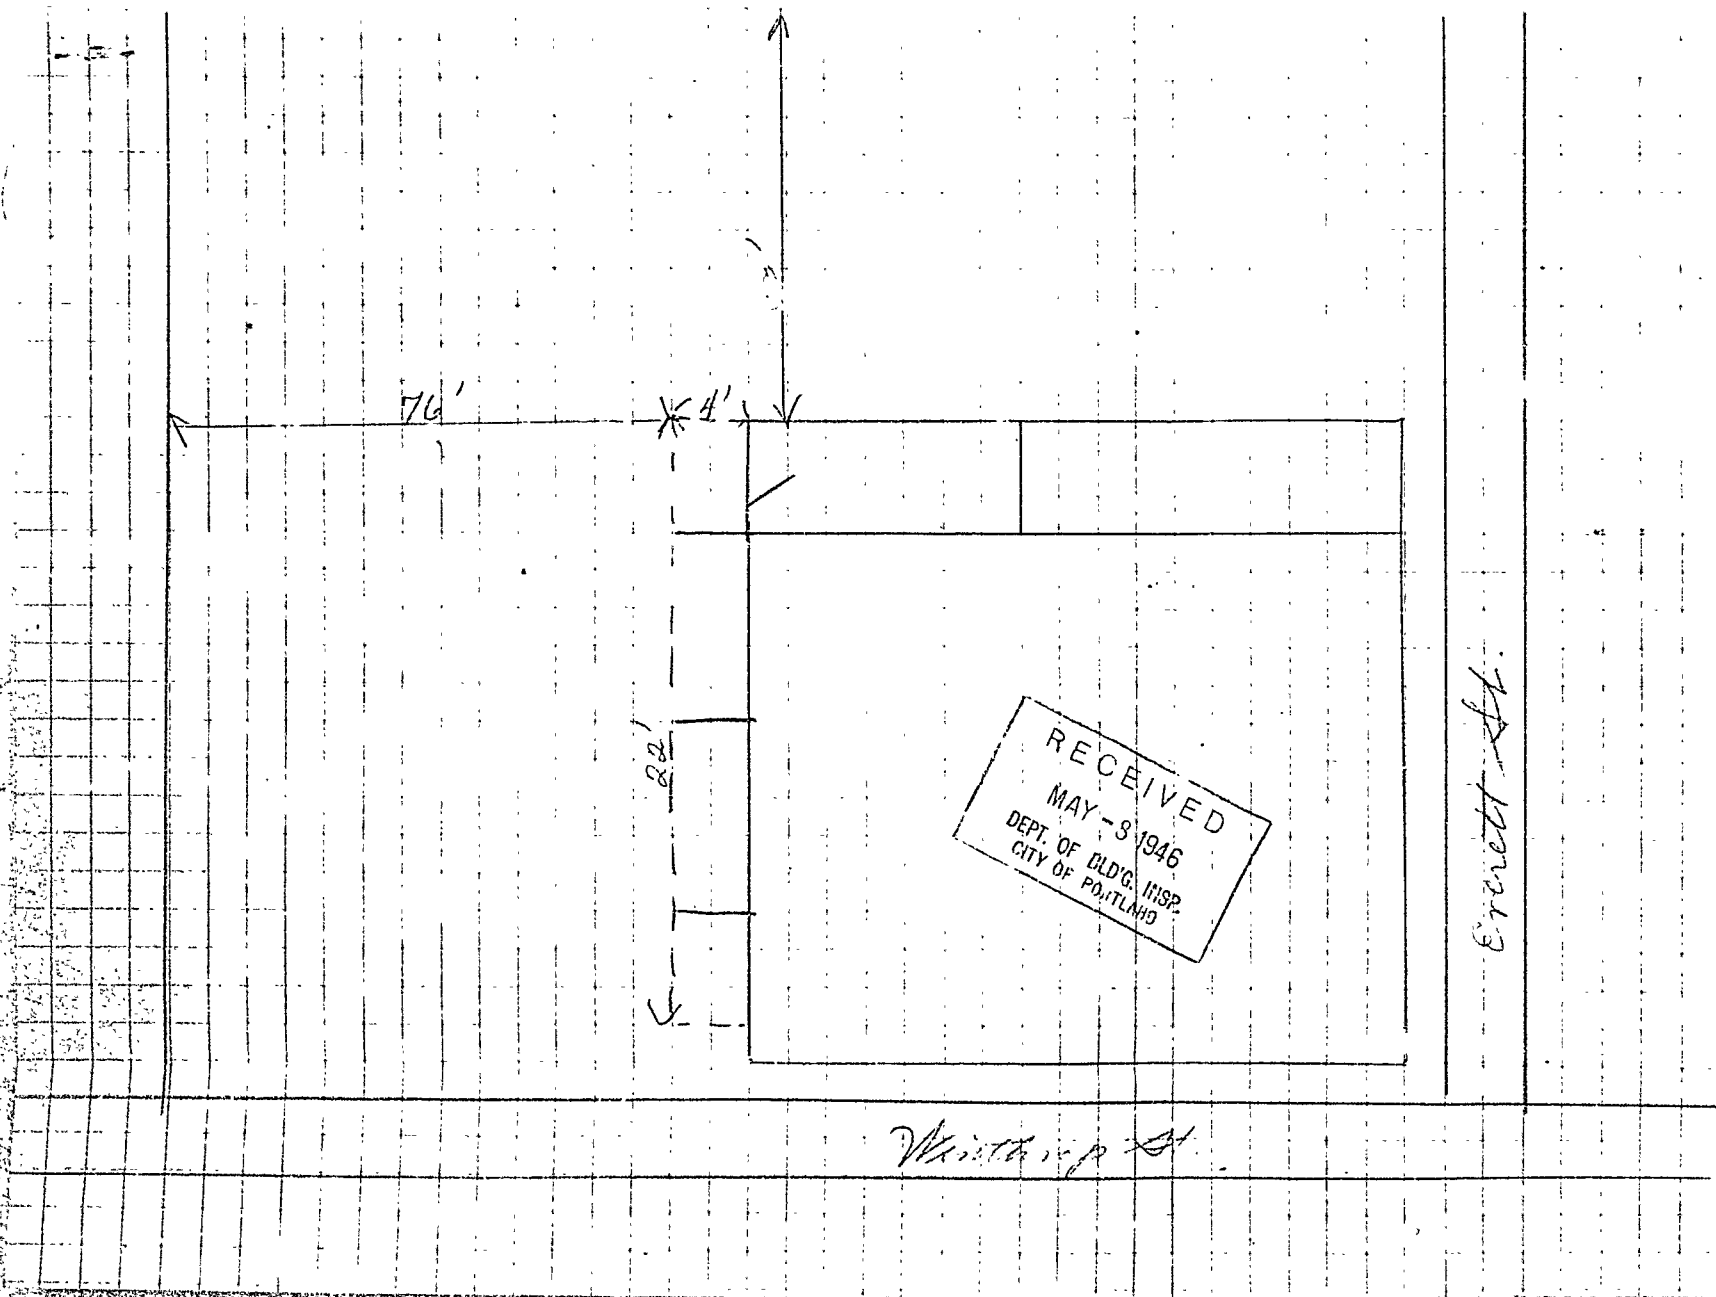 76'
4'
22'
RECEIVED
MAY - 8 1946
DEPT. OF BLD'G. INSP.
CITY OF PORTLAND
Everett St.
Winthrop St.